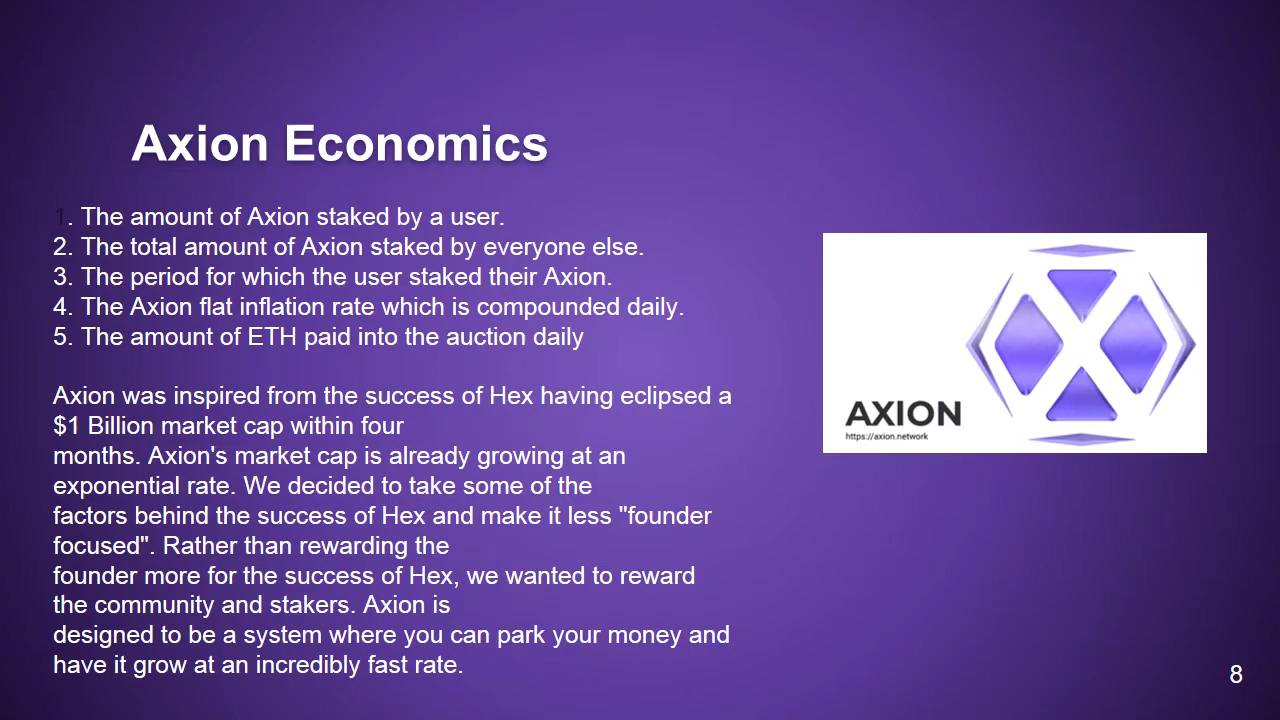 Axion Economics
1. The amount of Axion staked by a user.
2. The total amount of Axion staked by everyone else.
3. The period for which the user staked their Axion.
4. The Axion flat inflation rate which is compounded daily.
5. The amount of ETH paid into the auction daily
Axion was inspired from the success of Hex having eclipsed a
$1 Billion market cap within four
months. Axion's market cap is already growing at an
exponential rate. We decided to take some of the
factors behind the success of Hex and make it less "founder
focused". Rather than rewarding the
founder more for the success of Hex, we wanted to reward
the community and stakers. Axion is
designed to be a system where you can park your money and
have it grow at an incredibly fast rate.
AXION
https://axion.network
8